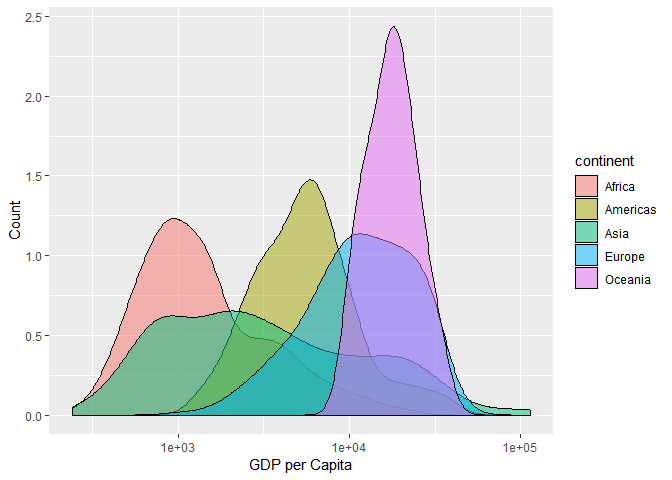 2.5
2.0
1.5
1.0
0.5
0.0
Count
1e+03
1e+04
1e+05
GDP per Capita
continent
Africa
Americas
Asia
Europe
Oceania